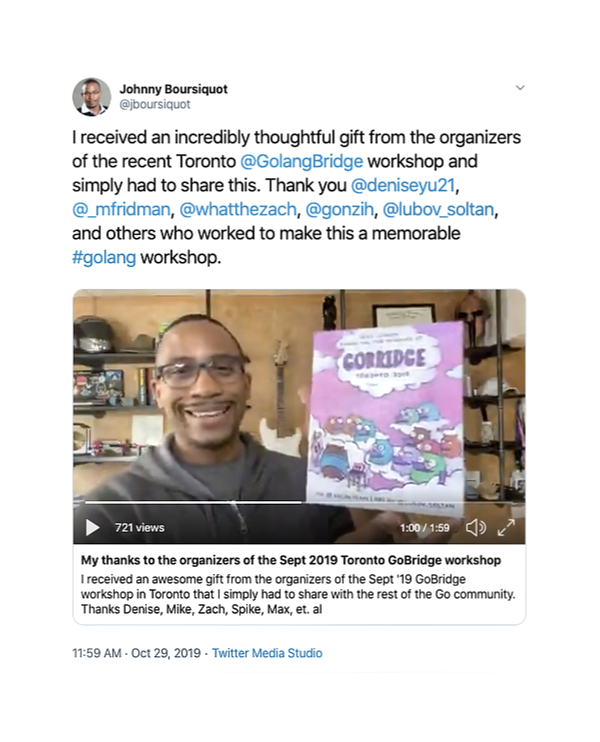 Johnny Boursiquot
@jboursiquot
I received an incredibly thoughtful gift from the organizers
of the recent Toronto @GolangBridge workshop and
simply had to share this. Thank you @deniseyu21,
@_mfridman, @whatthezach, @gonzih, @lubov_soltan,
and others who worked to make this a memorable
#golang workshop.
GORRIDGE
TORONTO 2019
721 views
1:00 / 1:59
My thanks to the organizers of the Sept 2019 Toronto GoBridge workshop
I received an awesome gift from the organizers of the Sept '19 GoBridge
workshop in Toronto that I simply had to share with the rest of the Go community.
Thanks Denise, Mike, Zach, Spike, Max, et. al
11:59 AM · Oct 29, 2019 · Twitter Media Studio